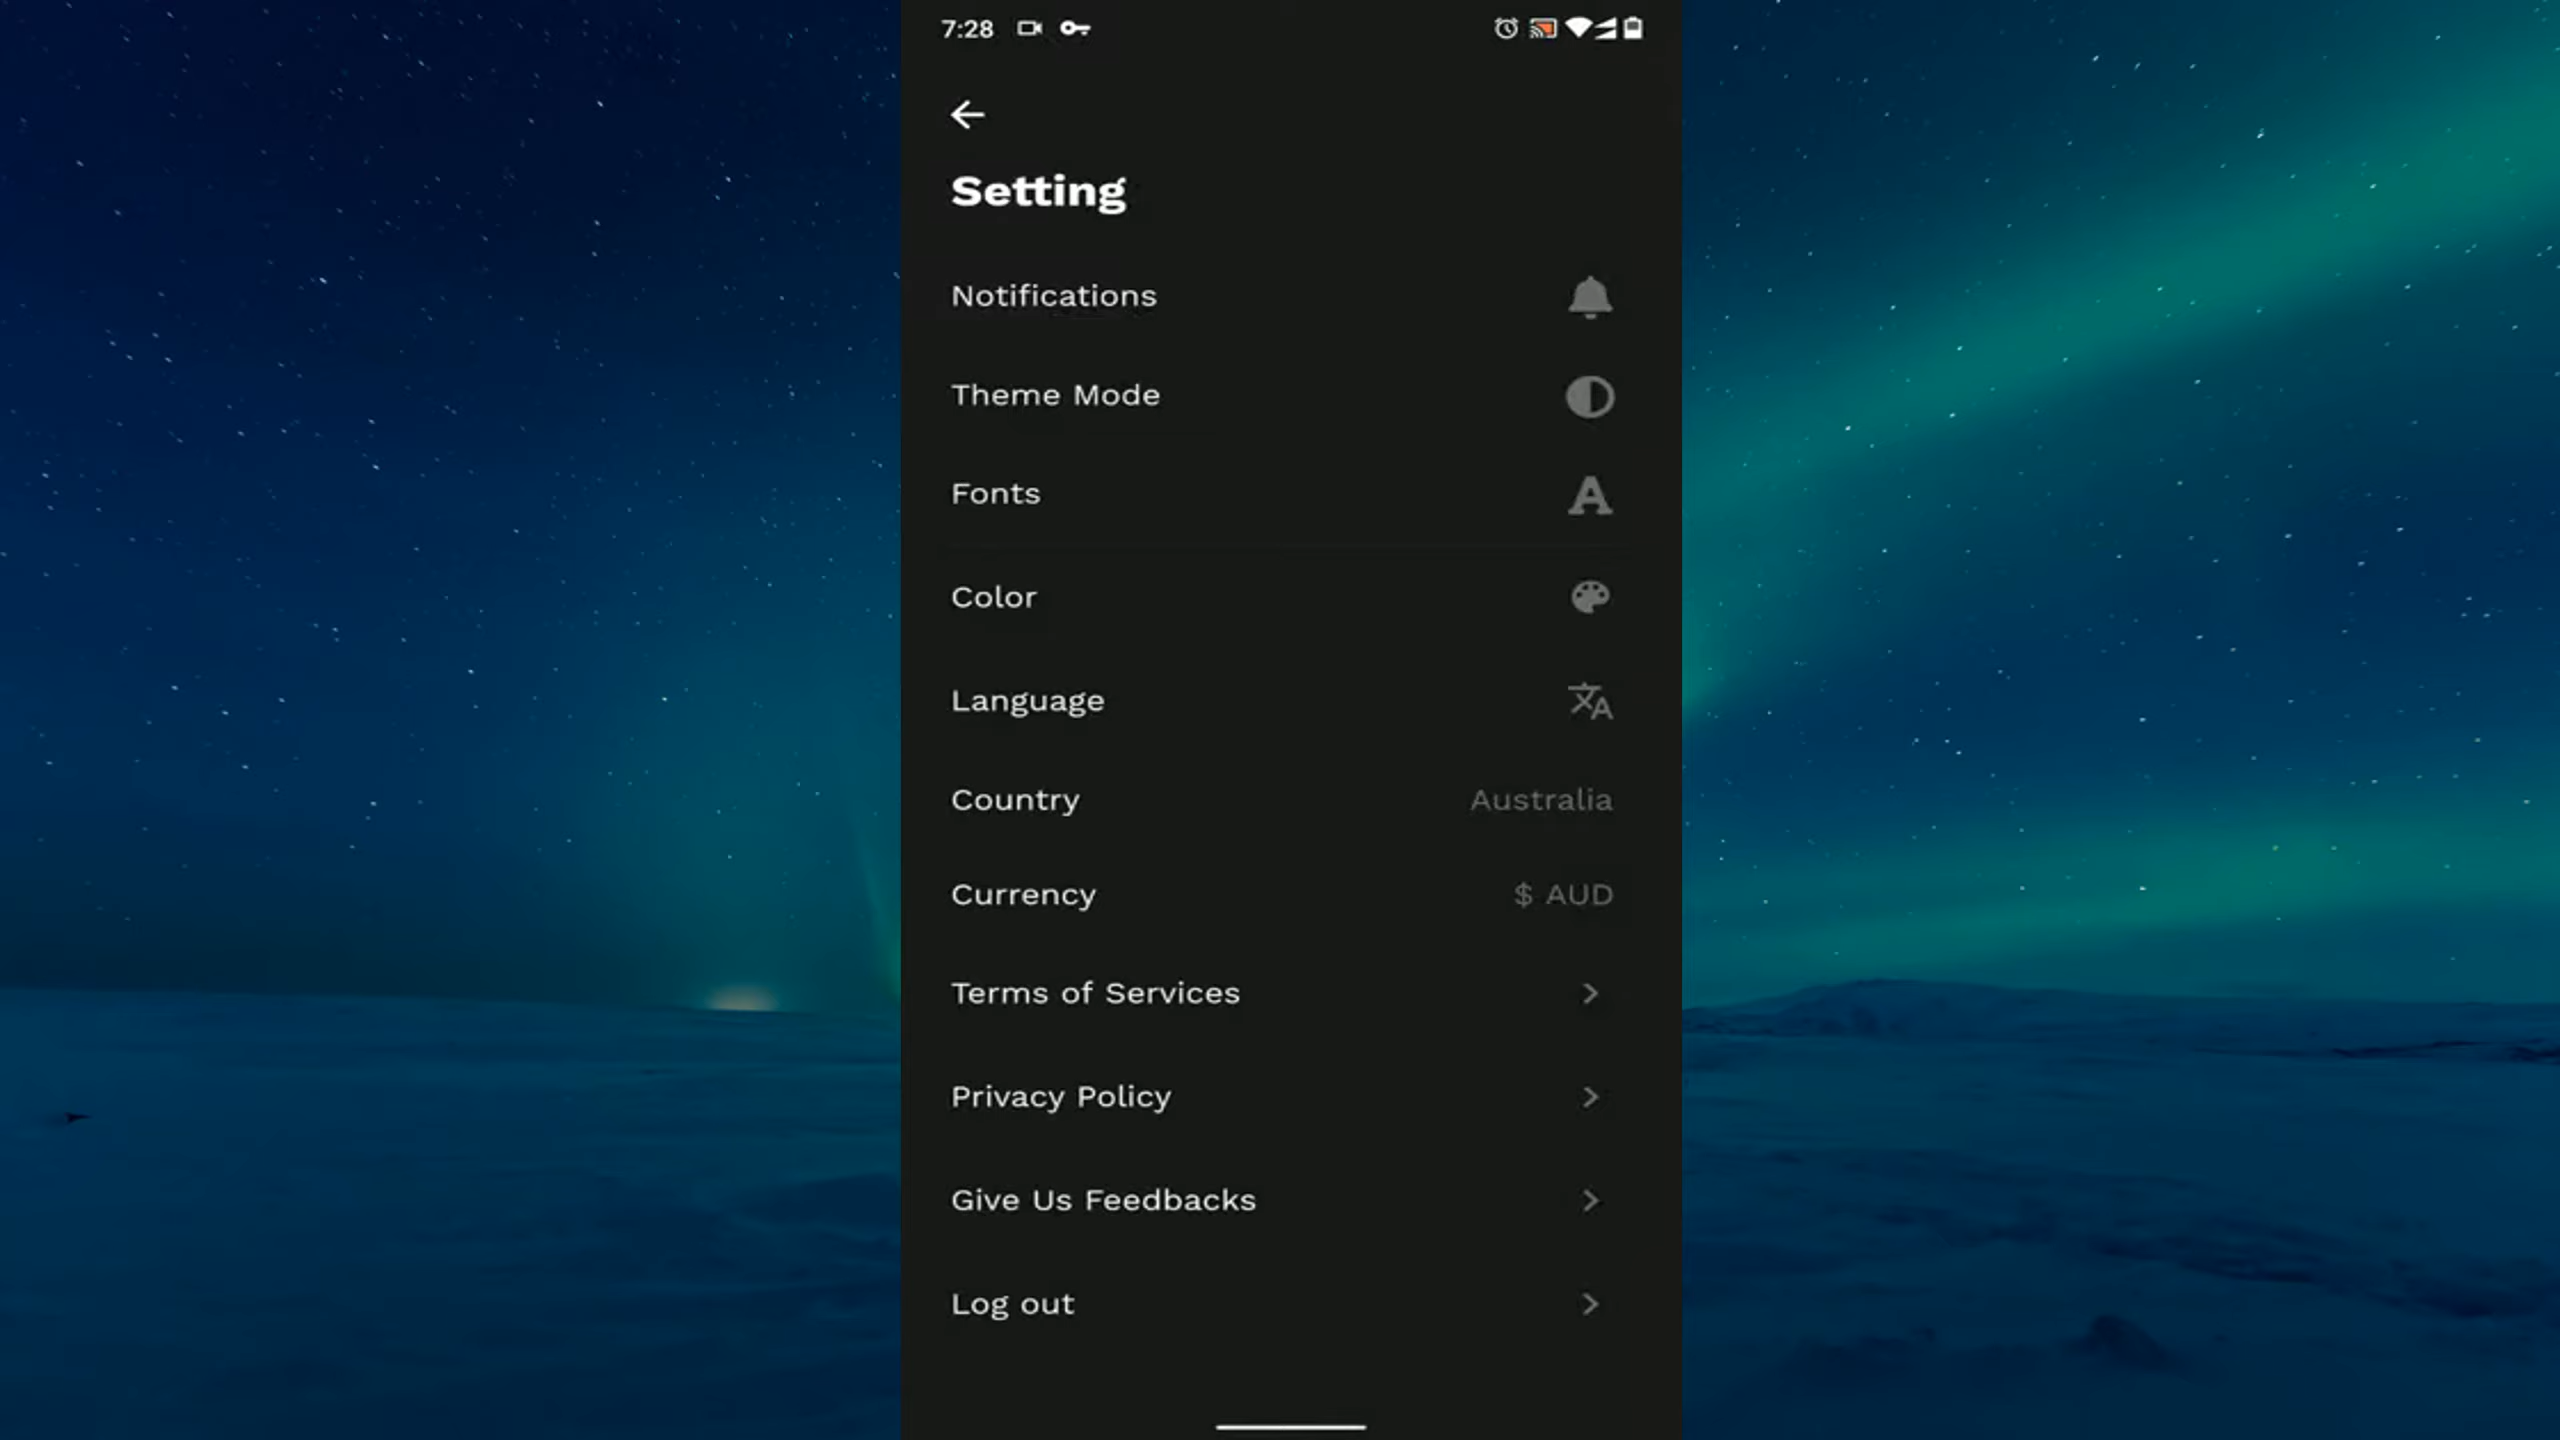 7:28
Setting
Notifications
Theme Mode
Fonts
Color
Language
Country Australia
Currency $ AUD
Terms of Services
Privacy Policy
Give Us Feedbacks
Log out